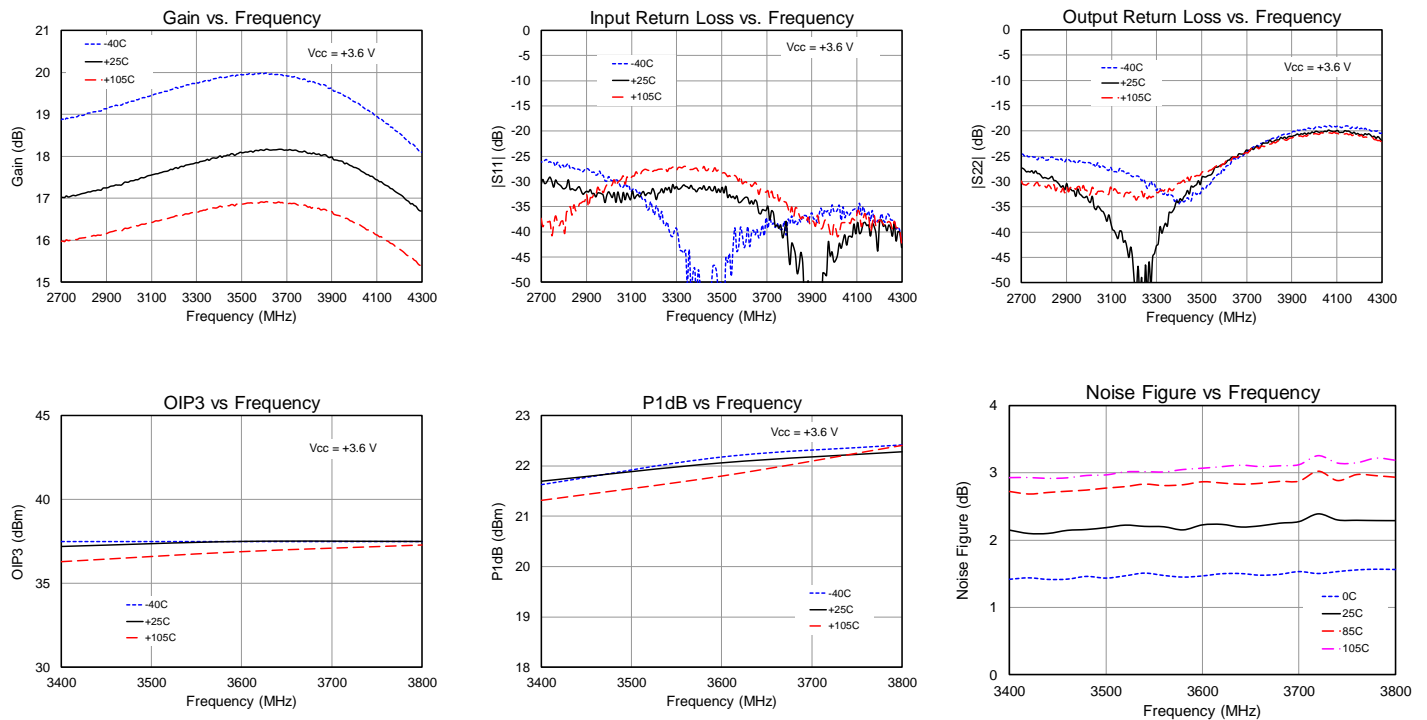 Gain vs. Frequency
21
20
19
18
17
16
15
Gain (dB)
-40C
+25C
+105C
Vcc = +3.6 V
2700 2900 3100 3300 3500 3700 3900 4100 4300
Frequency (MHz)
Input Return Loss vs. Frequency
0
-5
-10
-15
-20
-25
-30
-35
-40
-45
-50
|S11| (dB)
-40C
+25C
+105C
Vcc = +3.6 V
2700 2900 3100 3300 3500 3700 3900 4100 4300
Frequency (MHz)
Output Return Loss vs. Frequency
0
-5
-10
-15
-20
-25
-30
-35
-40
-45
-50
|S22| (dB)
-40C
+25C
+105C
Vcc = +3.6 V
2700 2900 3100 3300 3500 3700 3900 4100 4300
Frequency (MHz)
OIP3 vs Frequency
45
40
35
30
OIP3 (dBm)
Vcc = +3.6 V
-40C
+25C
+105C
3400 3500 3600 3700 3800
Frequency (MHz)
P1dB vs Frequency
23
22
21
20
19
18
P1dB (dBm)
Vcc = +3.6 V
-40C
+25C
+105C
3400 3500 3600 3700 3800
Frequency (MHz)
Noise Figure vs Frequency
4
3
2
1
0
Noise Figure (dB)
0C
25C
85C
105C
3400 3500 3600 3700 3800
Frequency (MHz)